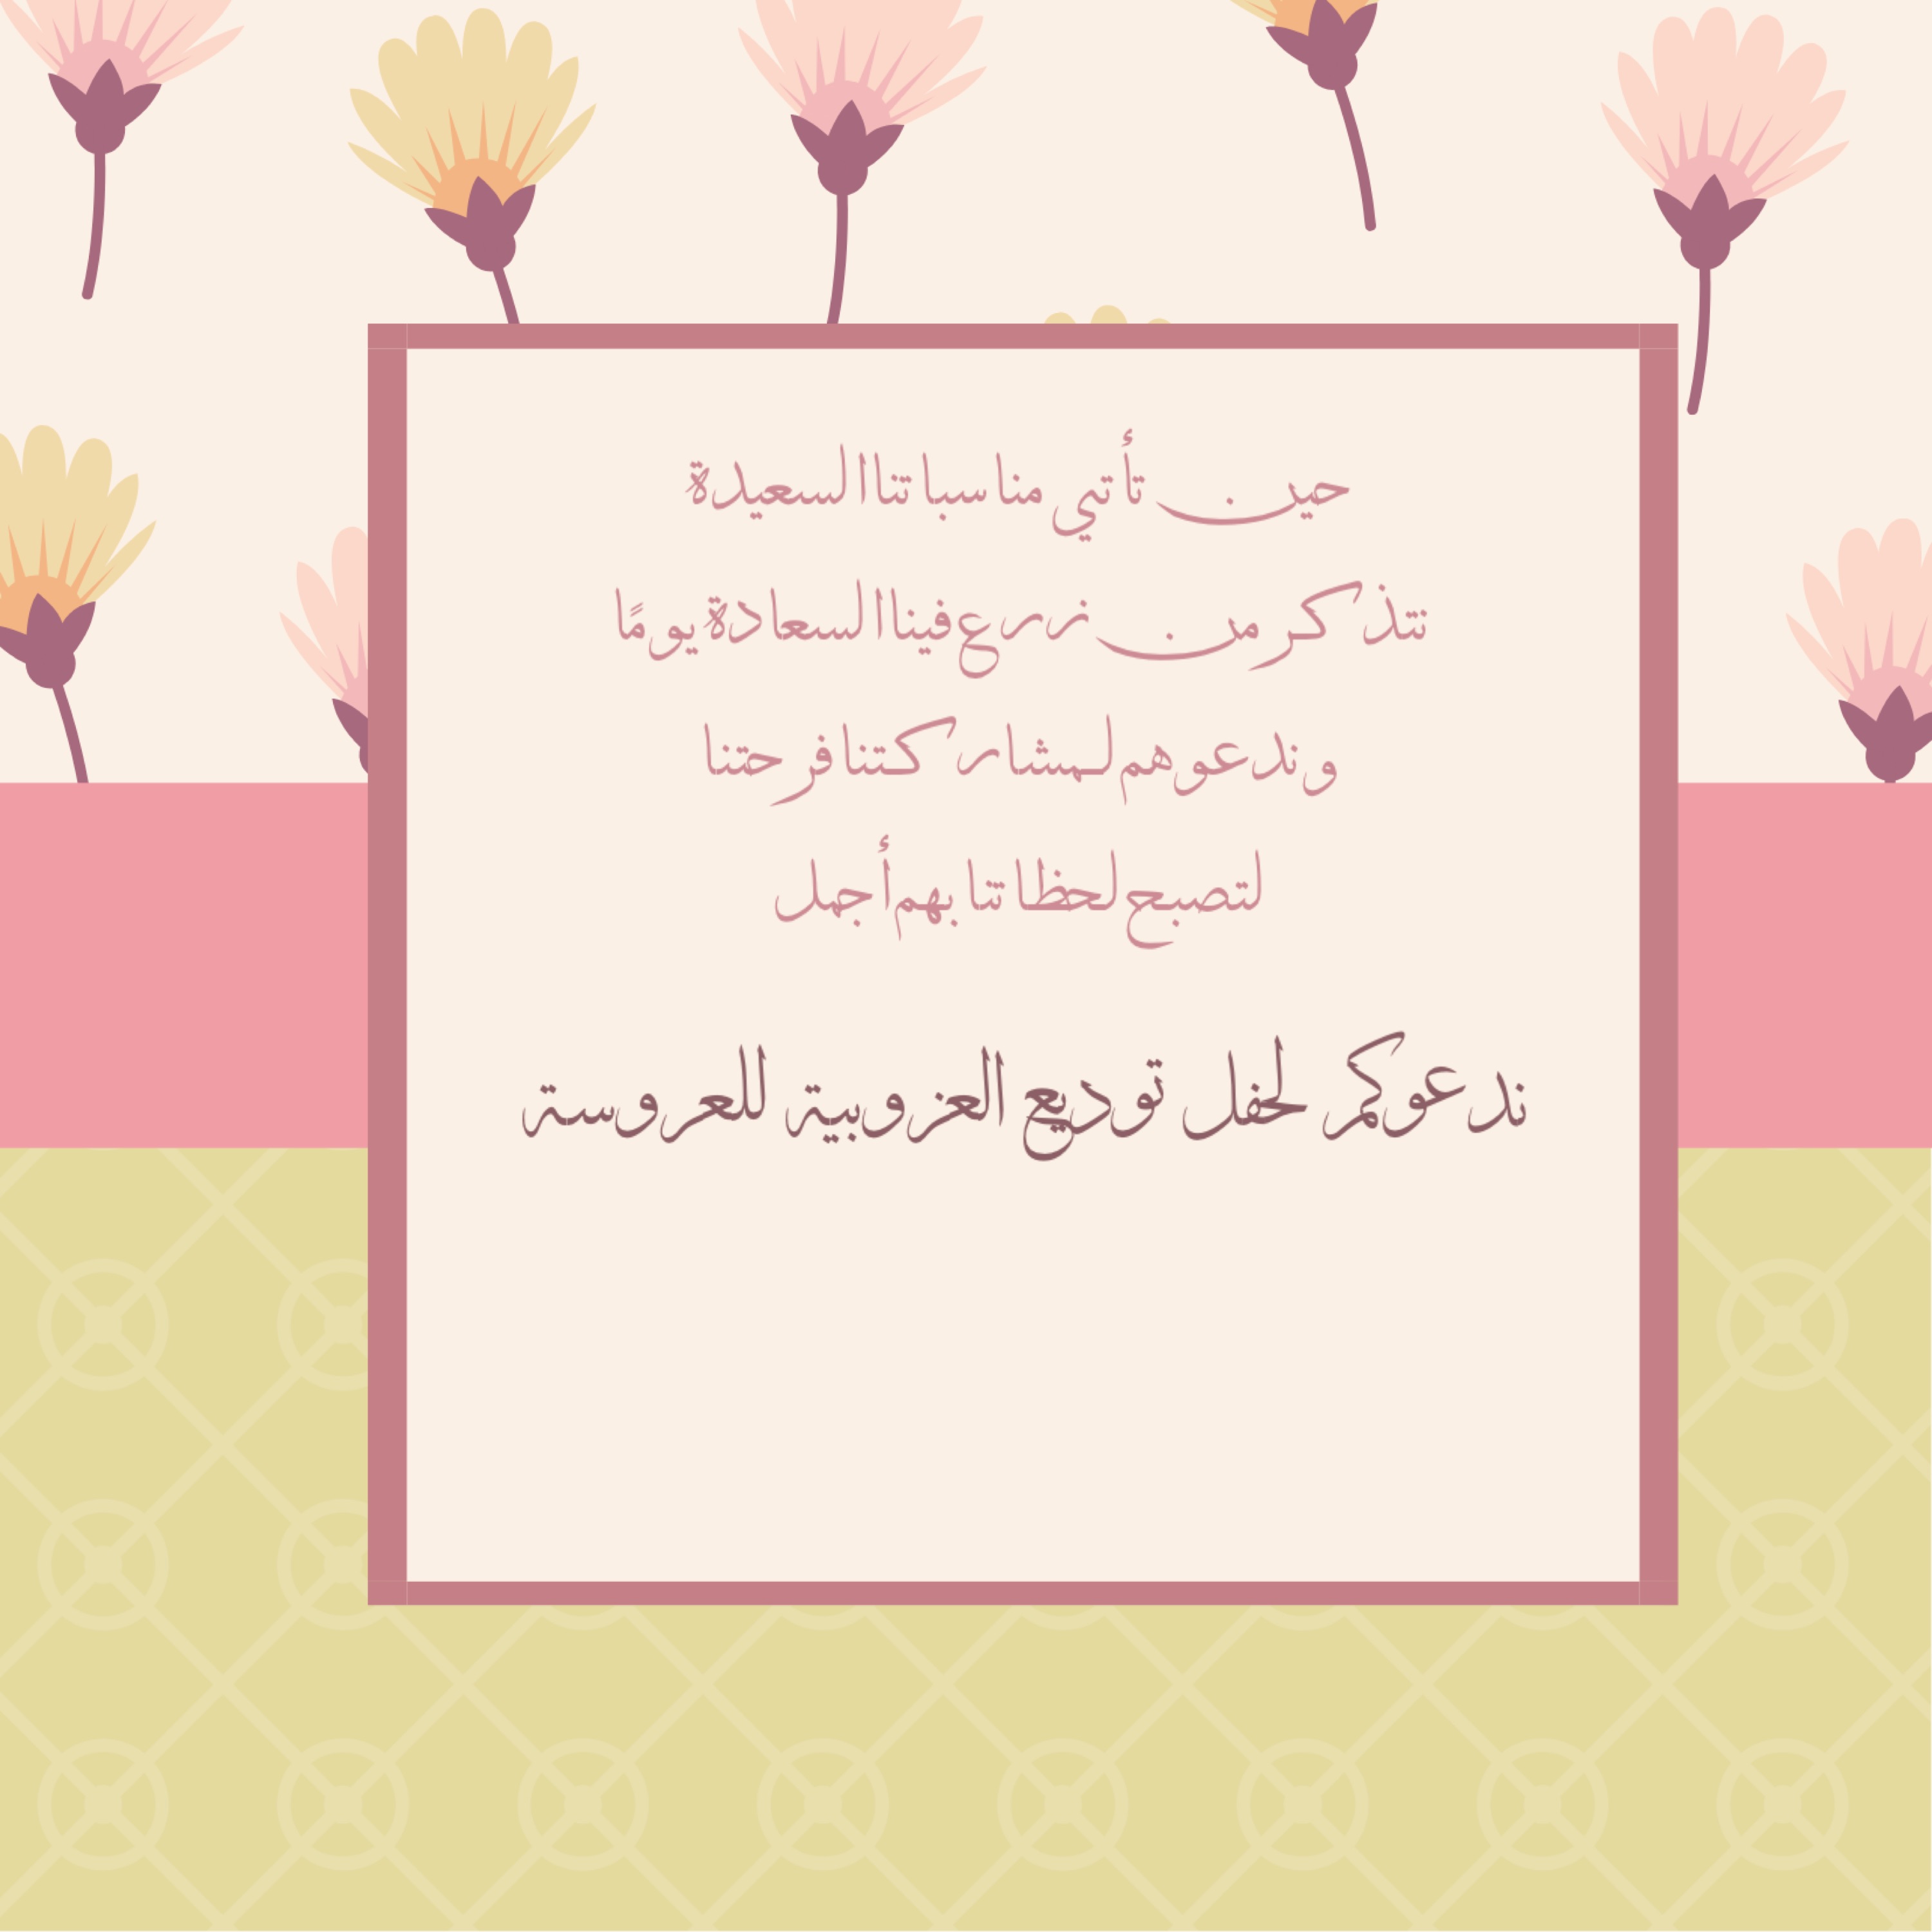 حين تأتي مناسباتنا السعيدة
نتذكر من زرع فينا السعادة يومًا
وندعوهم لمشاركتنا فرحتنا
لتصبح لحظاتنا بهم أجمل
ندعوكم لحفل توديع العزوبية للعروسة